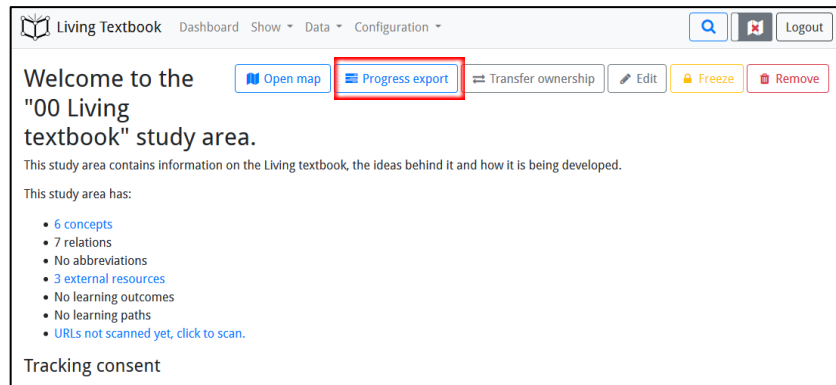 Living Textbook Dashboard Show Data Configuration Logout
Welcome to the
"00 Living
textbook" study area.
Open map Progress export Transfer ownership Edit Freeze Remove
This study area contains information on the Living textbook, the ideas behind it and how it is being developed.
This study area has:
• 6 concepts
• 7 relations
• No abbreviations
• 3 external resources
• No learning outcomes
• No learning paths
• URLs not scanned yet, click to scan.
Tracking consent